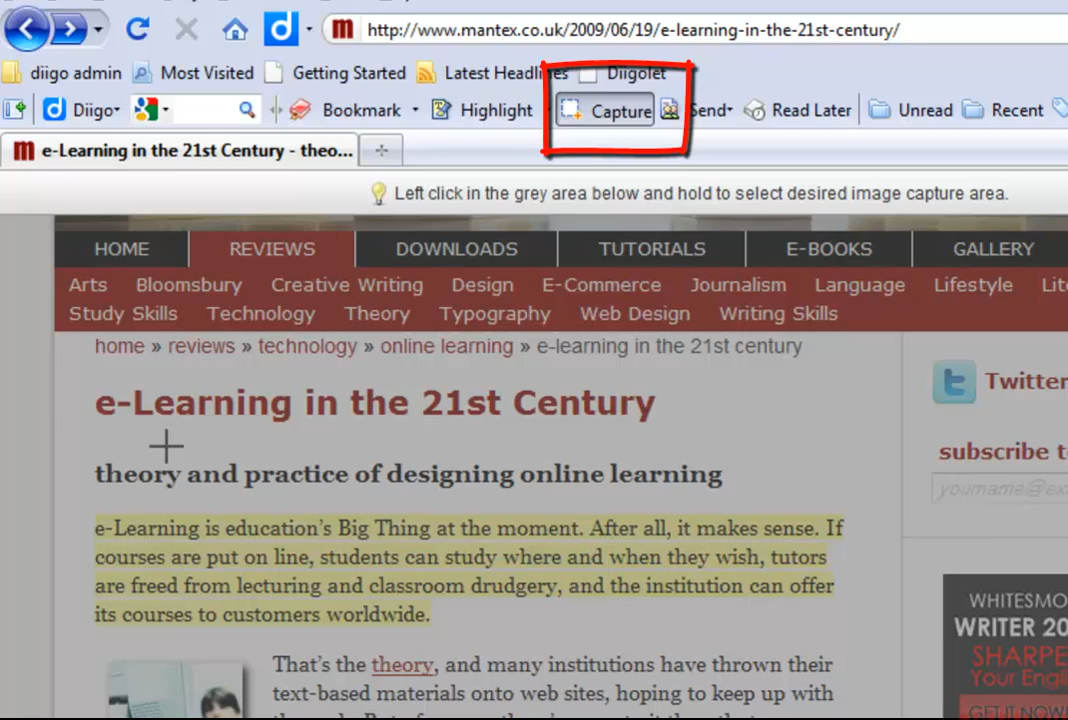 http://www.mantex.co.uk/2009/06/19/e-learning-in-the-21st-century/
diigo admin Most Visited Getting Started Latest Headlines Diigolet
Diigo Bookmark Highlight Capture Send Read Later Unread Recent
e-Learning in the 21st Century - theo...
Left click in the grey area below and hold to select desired image capture area.
HOME REVIEWS DOWNLOADS TUTORIALS E-BOOKS GALLERY
Arts Bloomsbury Creative Writing Design E-Commerce Journalism Language Lifestyle
Study Skills Technology Theory Typography Web Design Writing Skills
home » reviews » technology » online learning » e-learning in the 21st century
e-Learning in the 21st Century
theory and practice of designing online learning
e-Learning is education’s Big Thing at the moment. After all, it makes sense. If
courses are put on line, students can study where and when they wish, tutors
are freed from lecturing and classroom drudgery, and the institution can offer
its courses to customers worldwide.
That’s the theory, and many institutions have thrown their
text-based materials onto web sites, hoping to keep up with
Twitter
subscribe
WRITER
SHARPE
Your